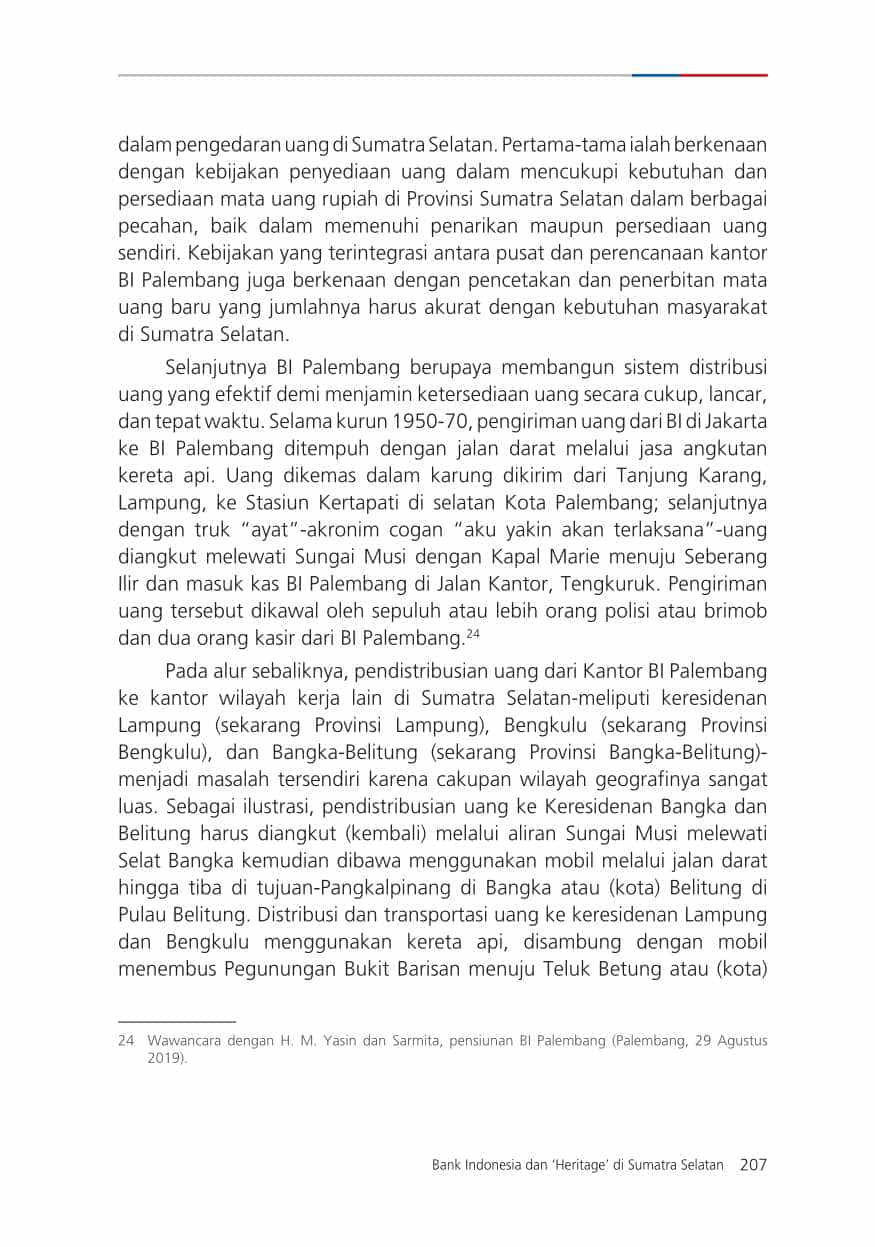 dalam pengedaran uang di Sumatra Selatan. Pertama-tama ialah berkenaan
dengan kebijakan penyediaan uang dalam mencukupi kebutuhan dan
persediaan mata uang rupiah di Provinsi Sumatra Selatan dalam berbagai
pecahan, baik dalam memenuhi penarikan maupun persediaan uang
sendiri. Kebijakan yang terintegrasi antara pusat dan perencanaan kantor
BI Palembang juga berkenaan dengan pencetakan dan penerbitan mata
uang baru yang jumlahnya harus akurat dengan kebutuhan masyarakat
di Sumatra Selatan.
Selanjutnya BI Palembang berupaya membangun sistem distribusi
uang yang efektif demi menjamin ketersediaan uang secara cukup, lancar,
dan tepat waktu. Selama kurun 1950-70, pengiriman uang dari BI di Jakarta
ke BI Palembang ditempuh dengan jalan darat melalui jasa angkutan
kereta api. Uang dikemas dalam karung dikirim dari Tanjung Karang,
Lampung, ke Stasiun Kertapati di selatan Kota Palembang; selanjutnya
dengan truk “ayat”-akronim cogan “aku yakin akan terlaksana”-uang
diangkut melewati Sungai Musi dengan Kapal Marie menuju Seberang
Ilir dan masuk kas BI Palembang di Jalan Kantor, Tengkuruk. Pengiriman
uang tersebut dikawal oleh sepuluh atau lebih orang polisi atau brimob
dan dua orang kasir dari BI Palembang.24
Pada alur sebaliknya, pendistribusian uang dari Kantor BI Palembang
ke kantor wilayah kerja lain di Sumatra Selatan-meliputi keresidenan
Lampung (sekarang Provinsi Lampung), Bengkulu (sekarang Provinsi
Bengkulu), dan Bangka-Belitung (sekarang Provinsi Bangka-Belitung)-
menjadi masalah tersendiri karena cakupan wilayah geografinya sangat
luas. Sebagai ilustrasi, pendistribusian uang ke Keresidenan Bangka dan
Belitung harus diangkut (kembali) melalui aliran Sungai Musi melewati
Selat Bangka kemudian dibawa menggunakan mobil melalui jalan darat
hingga tiba di tujuan-Pangkalpinang di Bangka atau (kota) Belitung di
Pulau Belitung. Distribusi dan transportasi uang ke keresidenan Lampung
dan Bengkulu menggunakan kereta api, disambung dengan mobil
menembus Pegunungan Bukit Barisan menuju Teluk Betung atau (kota)
24 Wawancara dengan H. M. Yasin dan Sarmita, pensiunan BI Palembang (Palembang, 29 Agustus
2019).
Bank Indonesia dan ‘Heritage’ di Sumatra Selatan 207